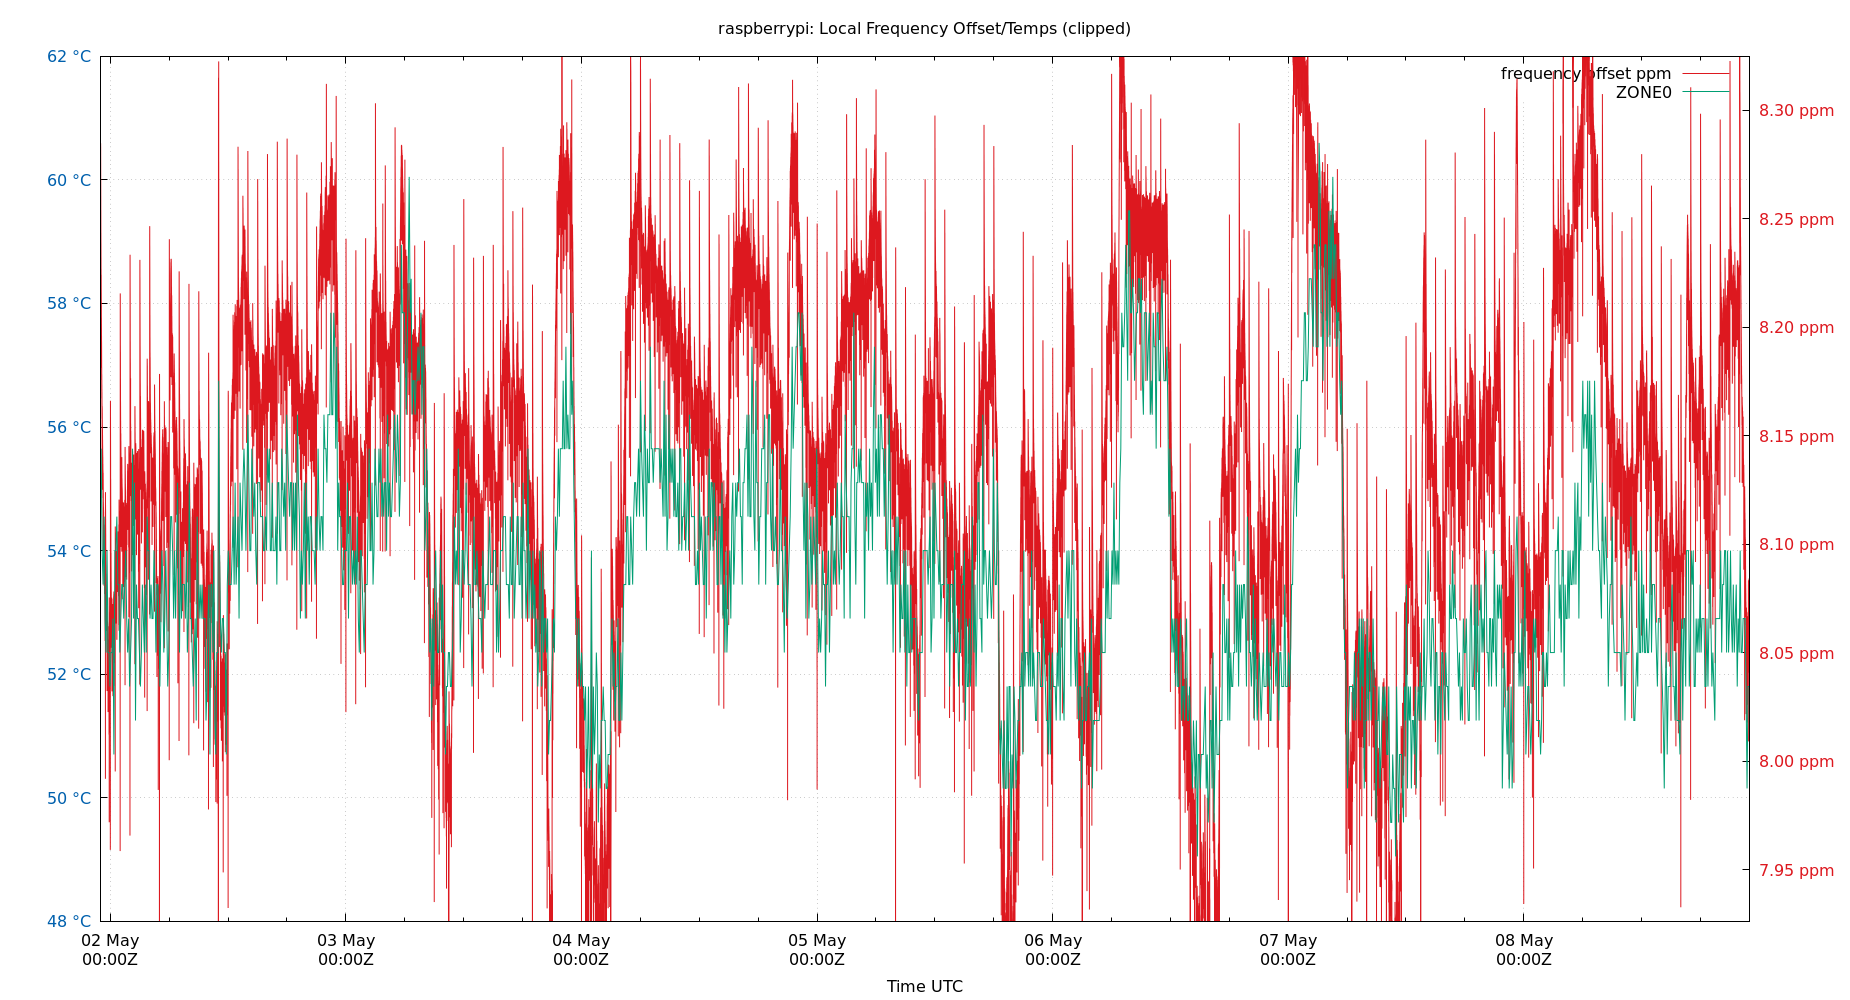 raspberrypi: Local Frequency Offset/Temps (clipped)
62 °C
60 °C
58 °C
56 °C
54 °C
52 °C
50 °C
48 °C
frequency offset ppm
ZONE0
8.30 ppm
8.25 ppm
8.20 ppm
8.15 ppm
8.10 ppm
8.05 ppm
8.00 ppm
7.95 ppm
02 May
00:00Z
03 May
00:00Z
04 May
00:00Z
05 May
00:00Z
06 May
00:00Z
07 May
00:00Z
08 May
00:00Z
Time UTC